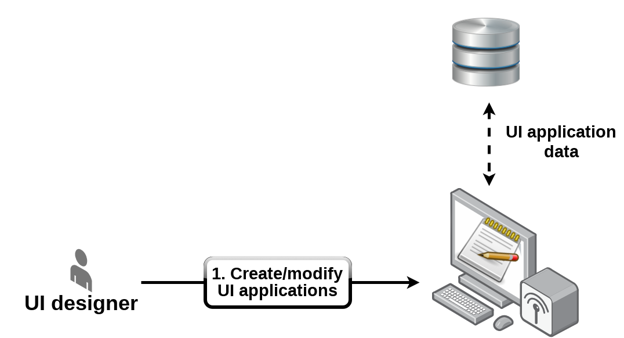 UI application
data
1. Create/modify
UI applications
UI designer